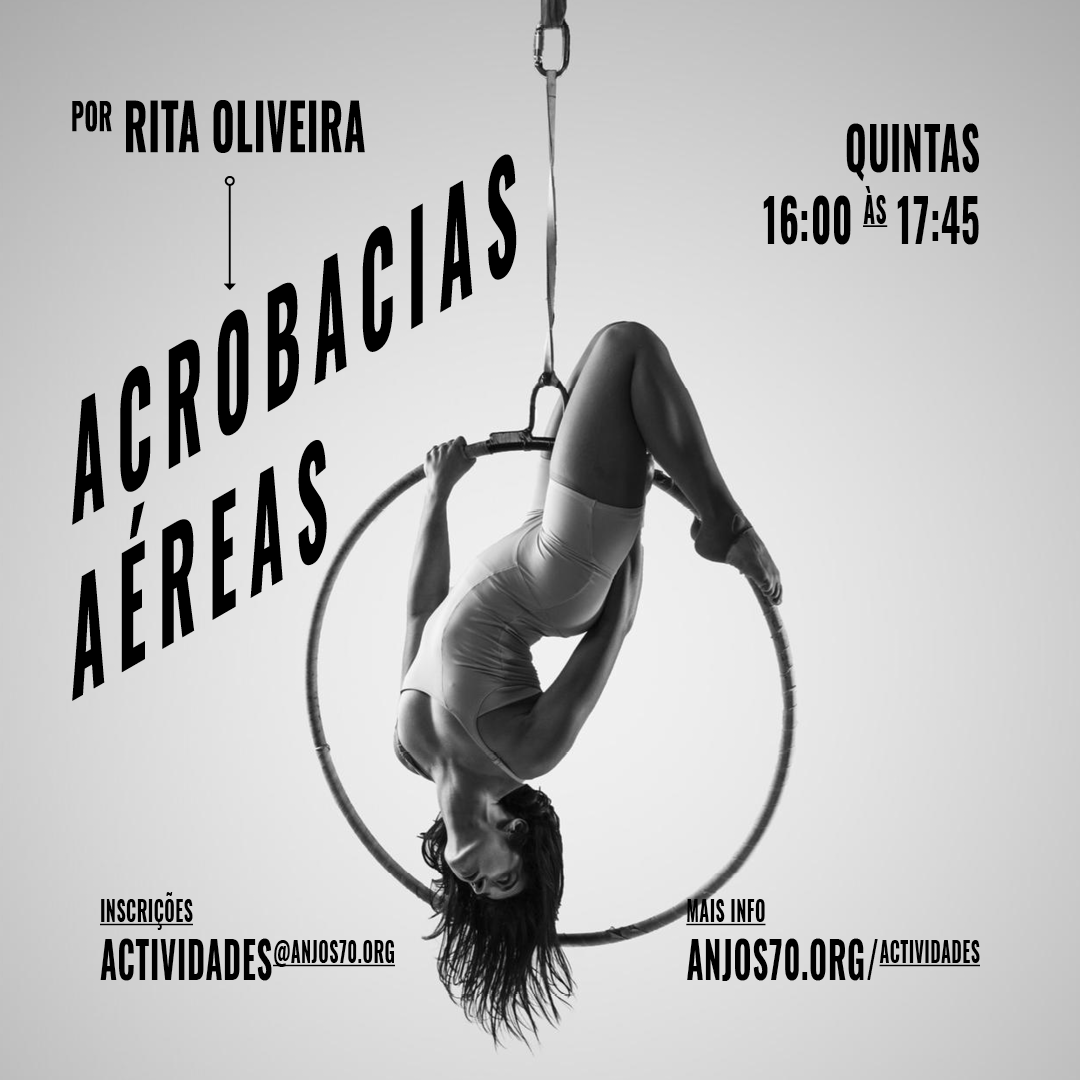 POR RITA OLIVEIRA
QUINTAS
16:00 ÀS 17:45
ACROBACIAS
AÉREAS
INSCRIÇÕES
ACTIVIDADES@ANJOS70.ORG
MAIS INFO
ANJOS70.ORG/ACTIVIDADES